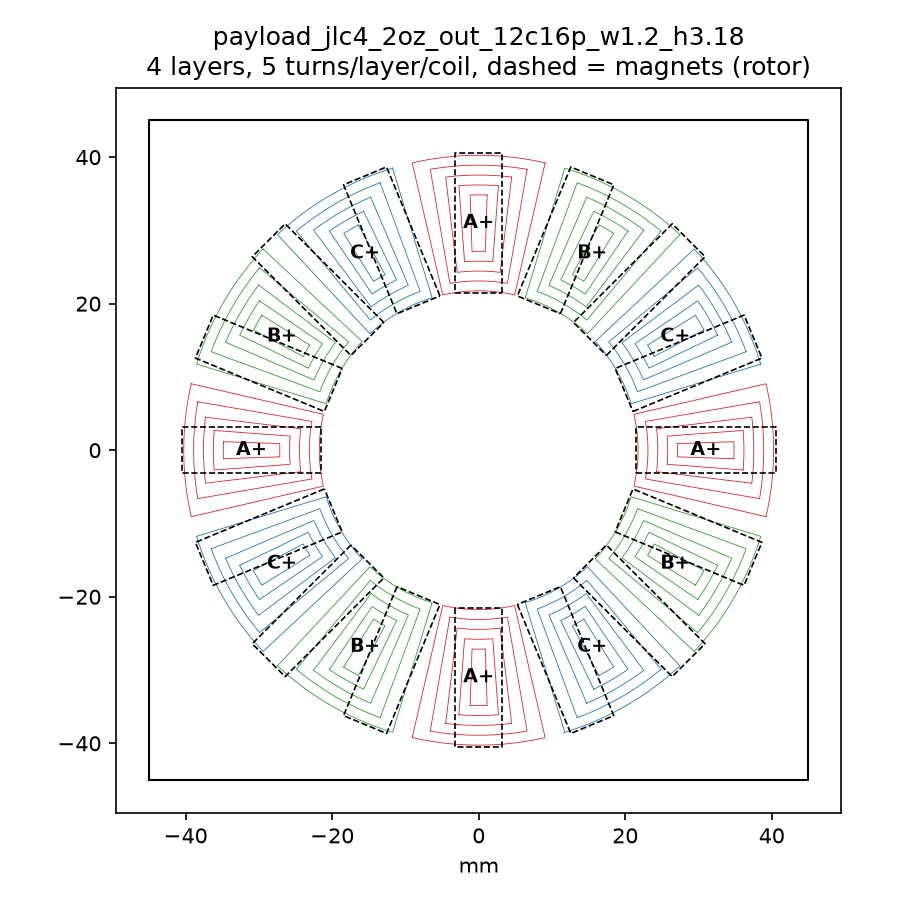 payload_jlc4_2oz_out_12c16p_w1.2_h3.18
4 layers, 5 turns/layer/coil, dashed = magnets (rotor)
40
20
0
−20
−40
A+
C+
B+
B+
C+
A+
A+
C+
B+
B+
C+
A+
−40
−20
0
20
40
mm